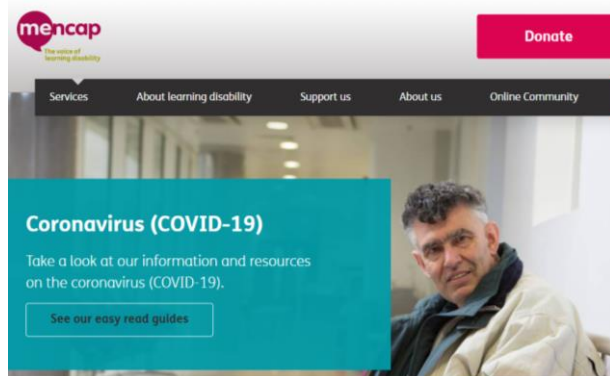 mencap
The voice of
learning disability
Donate
Services About learning disability Support us About us Online Community
Coronavirus (COVID-19)
Take a look at our information and resources
on the coronavirus (COVID-19).
See our easy read guides